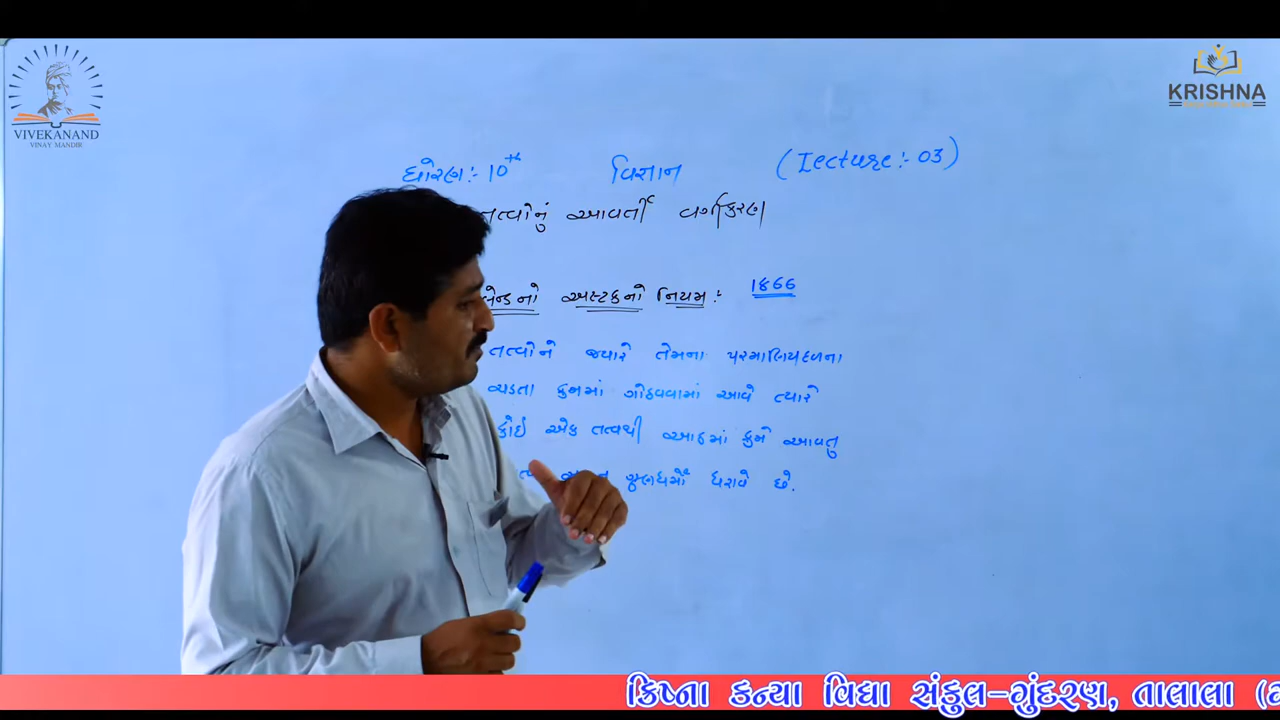 VIVEKANAND
VINAY MANDIR
KRISHNA
ધોરણ:- 10th વિજ્ઞાન (Lecture:- 03)
તત્વોનું આવર્તી વર્ગીકરણ
અષ્ટકનો નિયમ:- 1866
તત્વોને જ્યારે તેમના પરમાણિયદળના
ચડતા ક્રમમાં ગોઠવવામાં આવે ત્યારે
કોઇ એક તત્વથી આઠમાં ક્રમે આવતુ
ગુણધર્મો ધરાવે છે.
ક્રિષ્ના કન્યા વિદ્યા સંકુલ-ગુંદરણ, તાલાલા